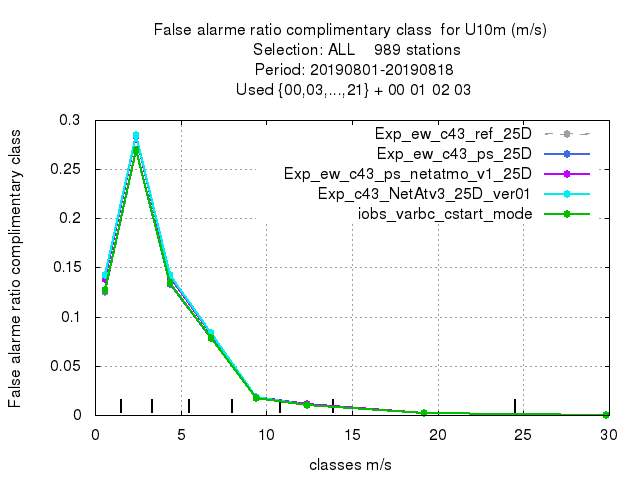 False alarme ratio complimentary class  for U10m (m/s)
Selection: ALL    989 stations
Period: 20190801-20190818
Used {00,03,...,21} + 00 01 02 03
False alarme ratio complimentary class
0.3
0.25
0.2
0.15
0.1
0.05
0
Exp_ew_c43_ref_25D
Exp_ew_c43_ps_25D
Exp_ew_c43_ps_netatmo_v1_25D
Exp_c43_NetAtv3_25D_ver01
iobs_varbc_cstart_mode
0 5 10 15 20 25 30
classes m/s